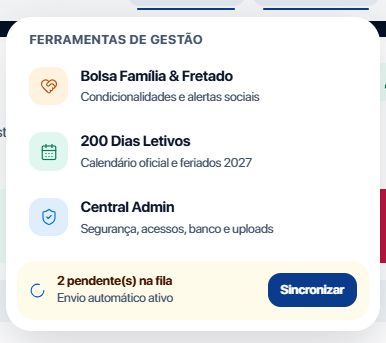 FERRAMENTAS DE GESTÃO
Bolsa Família & Fretado
Condicionalidades e alertas sociais
200 Dias Letivos
Calendário oficial e feriados 2027
Central Admin
Segurança, acessos, banco e uploads
2 pendente(s) na fila
Envio automático ativo
Sincronizar